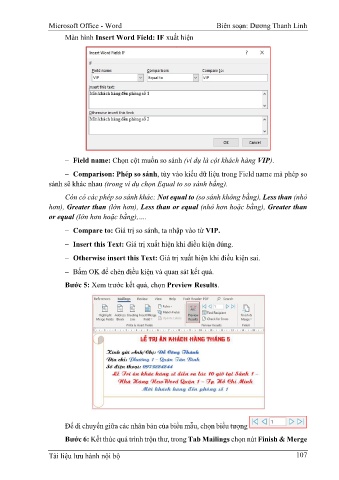 Microsoft Office - Word Biên soạn: Dương Thanh Linh
Màn hình Insert Word Field: IF xuất hiện
Insert Word Field: IF ? ×
IF
Field name: Comparison: Compare to:
VIP Equal to VIP
Insert this text:
Mời khách hàng đến phòng số 1
Otherwise insert this text:
Mời khách hàng đến phòng số 2
OK Cancel
– Field name: Chọn cột muốn so sánh (ví dụ là cột khách hàng VIP).
– Comparison: Phép so sánh, tùy vào kiểu dữ liệu trong Field name mà phép so
sánh sẽ khác nhau (trong ví dụ chọn Equal to so sánh bằng).
Còn có các phép so sánh khác: Not equal to (so sánh không bằng), Less than (nhỏ
hơn), Greater than (lớn hơn), Less than or equal (nhỏ hơn hoặc bằng), Greater than
or equal (lớn hơn hoặc bằng),....
– Compare to: Giá trị so sánh, ta nhập vào từ VIP.
– Insert this Text: Giá trị xuất hiện khi điều kiện đúng.
– Otherwise insert this Text: Giá trị xuất hiện khi điều kiện sai.
– Bấm OK để chèn điều kiện và quan sát kết quả.
Bước 5: Xem trước kết quả, chọn Preview Results.
References Mailings Review View Help Foxit Reader PDF Search
LỄ TRI ÂN KHÁCH HÀNG THÁNG 5
Kính gửi Anh/Chị: Đỗ Công Thành
Địa chỉ: Phường 1 - Quận Tân Bình
Số điện thoại:
Lễ Tri ân khác hàng sẽ diễn ra lúc 10 giờ tại Sảnh 1 -
Nhà Hàng NewWord Quận 1 - Tp Hồ Chí Minh
Mời khách hàng đến phòng số 1
Để di chuyển giữa các nhãn bản của biểu mẫu, chọn biểu tượng 1
Bước 6: Kết thúc quá trình trộn thư, trong Tab Mailings chọn nút Finish & Merge
Tài liệu lưu hành nội bộ 107